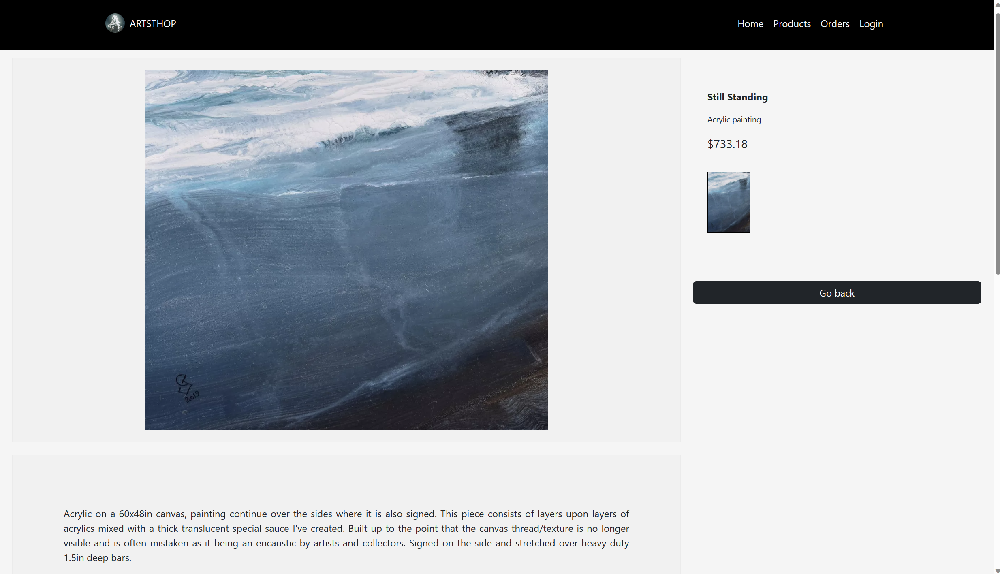 ARTSTHOP
Home Products Orders Login
Still Standing
Acrylic painting
$733.18
Go back
2019
Acrylic on a 60x48in canvas, painting continue over the sides where it is also signed. This piece consists of layers upon layers of
acrylics mixed with a thick translucent special sauce I've created. Built up to the point that the canvas thread/texture is no longer
visible and is often mistaken as it being an encaustic by artists and collectors. Signed on the side and stretched over heavy duty
1.5in deep bars.